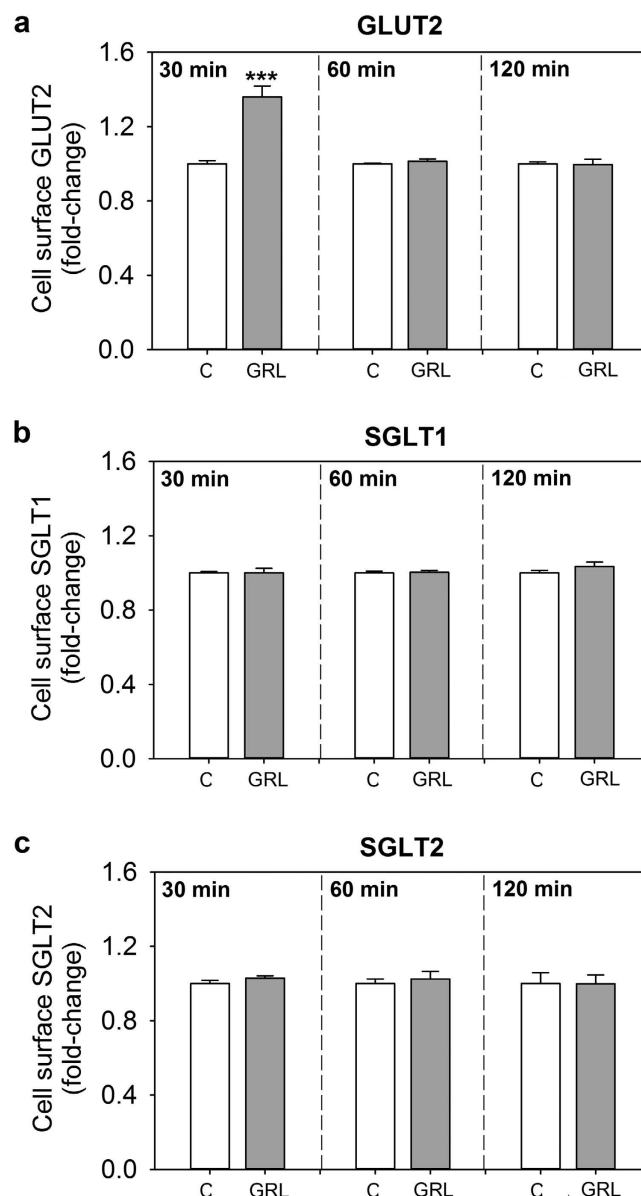 a
GLUT2
Cell surface GLUT2
(fold-change)
1.6
1.2
0.8
0.4
0.0
30 min
60 min
120 min
***
C GRL C GRL C GRL
b
SGLT1
Cell surface SGLT1
(fold-change)
1.6
1.2
0.8
0.4
0.0
30 min
60 min
120 min
C GRL C GRL C GRL
c
SGLT2
Cell surface SGLT2
(fold-change)
1.6
1.2
0.8
0.4
0.0
30 min
60 min
120 min
C GRL C GRL C GRL